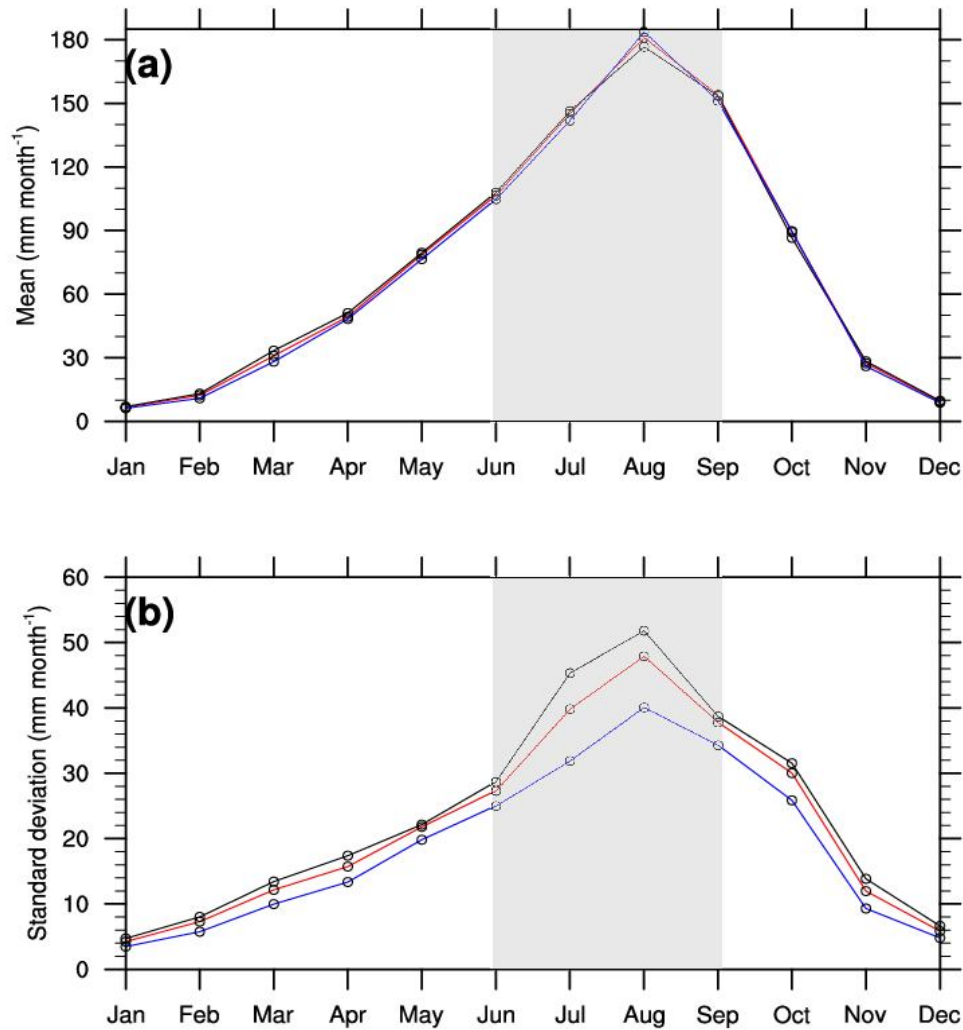 (a)
Mean (mm month⁻¹)
180
150
120
90
60
30
0
Jan Feb Mar Apr May Jun Jul Aug Sep Oct Nov Dec
(b)
Standard deviation (mm month⁻¹)
60
50
40
30
20
10
0
Jan Feb Mar Apr May Jun Jul Aug Sep Oct Nov Dec